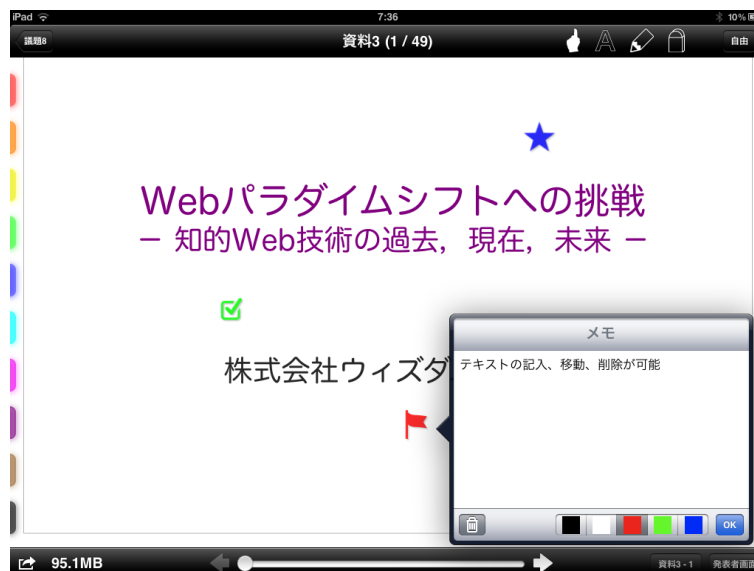 iPad
7:36
10%
議題8
資料3 (1 / 49)
A
自由
Webパラダイムシフトへの挑戦
− 知的Web技術の過去，現在，未来 −
株式会社ウィズダ
メモ
テキストの記入、移動、削除が可能
OK
95.1MB
資料3 - 1
発表者画面